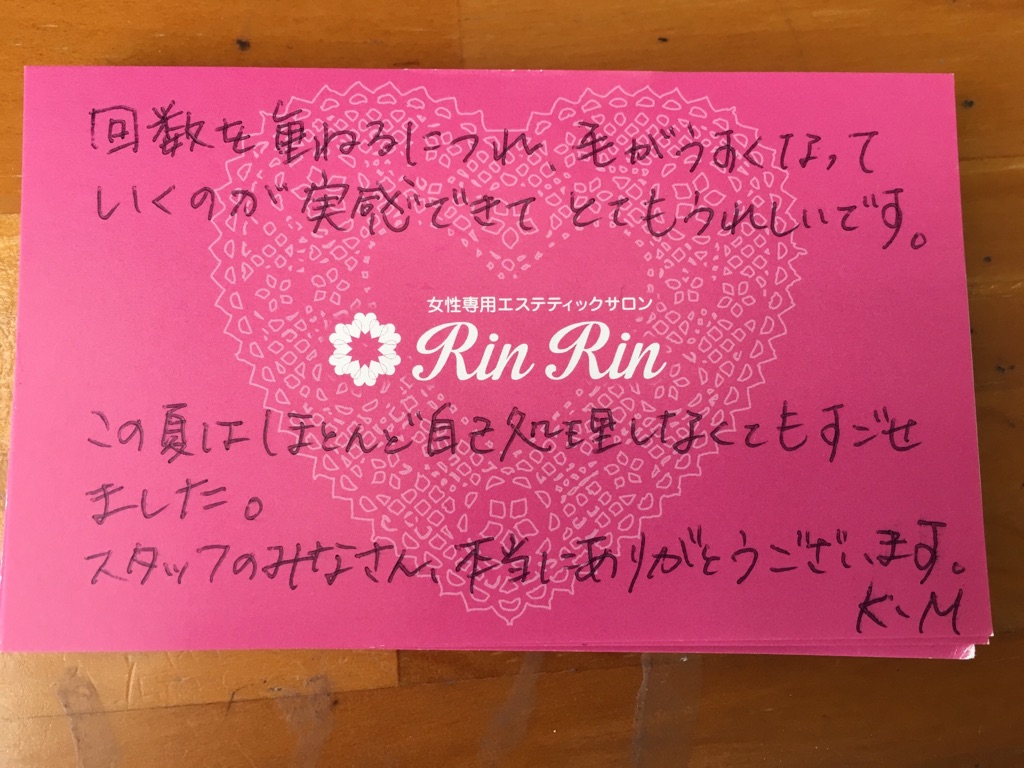 回数を重ねるにつれ、毛がうすくなって
いくのが実感できてとてもうれしいです。
女性専用エステティックサロン
Rin Rin
この夏はほとんど自己処理しなくてもすごせ
ました。
スタッフのみなさん、本当にありがとうございます。
K・M